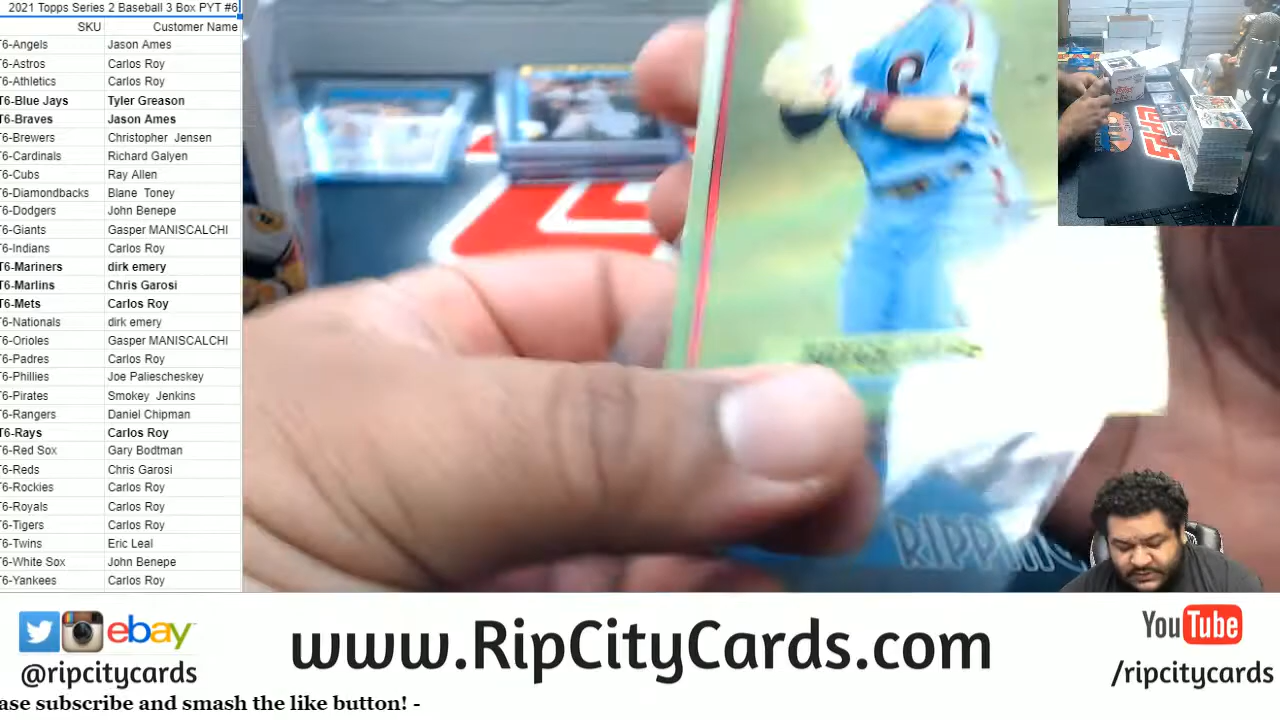 2021 Topps Series 2 Baseball 3 Box PYT #6
SKU Customer Name
T6-Angels Jason Ames
T6-Astros Carlos Roy
T6-Athletics Carlos Roy
T6-Blue Jays Tyler Greason
T6-Braves Jason Ames
T6-Brewers Christopher Jensen
T6-Cardinals Richard Galyen
T6-Cubs Ray Allen
T6-Diamondbacks Blane Toney
T6-Dodgers John Benepe
T6-Giants Gasper MANISCALCHI
T6-Indians Carlos Roy
T6-Mariners dirk emery
T6-Marlins Chris Garosi
T6-Mets Carlos Roy
T6-Nationals dirk emery
T6-Orioles Gasper MANISCALCHI
T6-Padres Carlos Roy
T6-Phillies Joe Paliescheskey
T6-Pirates Smokey Jenkins
T6-Rangers Daniel Chipman
T6-Rays Carlos Roy
T6-Red Sox Gary Bodtman
T6-Reds Chris Garosi
T6-Rockies Carlos Roy
T6-Royals Carlos Roy
T6-Tigers Carlos Roy
T6-Twins Eric Leal
T6-White Sox John Benepe
T6-Yankees Carlos Roy
RIPPING
ebay
@ripcitycards
www.RipCityCards.com
YouTube
/ripcitycards
ase subscribe and smash the like button! -